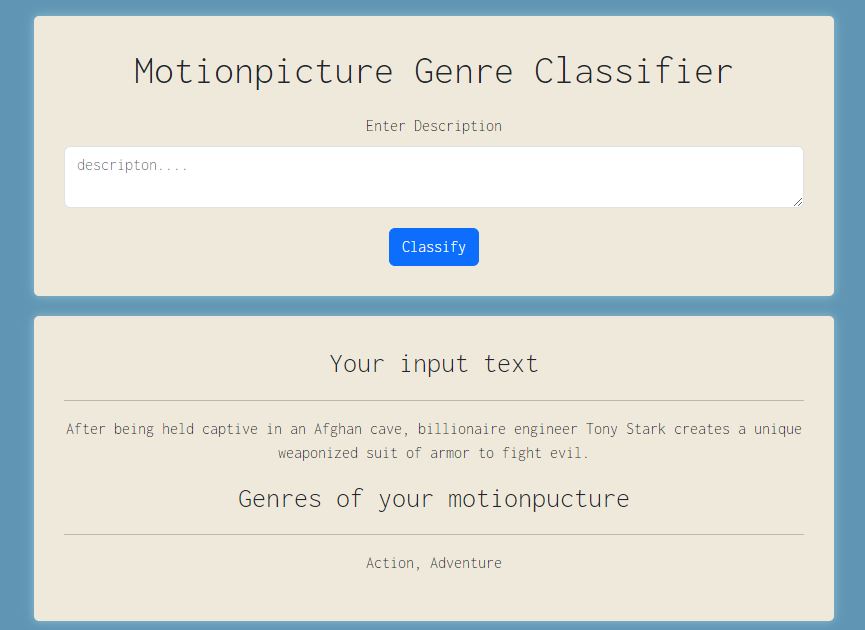 Motionpicture Genre Classifier
Enter Description
descripton....
Classify
Your input text
After being held captive in an Afghan cave, billionaire engineer Tony Stark creates a unique
weaponized suit of armor to fight evil.
Genres of your motionpucture
Action, Adventure